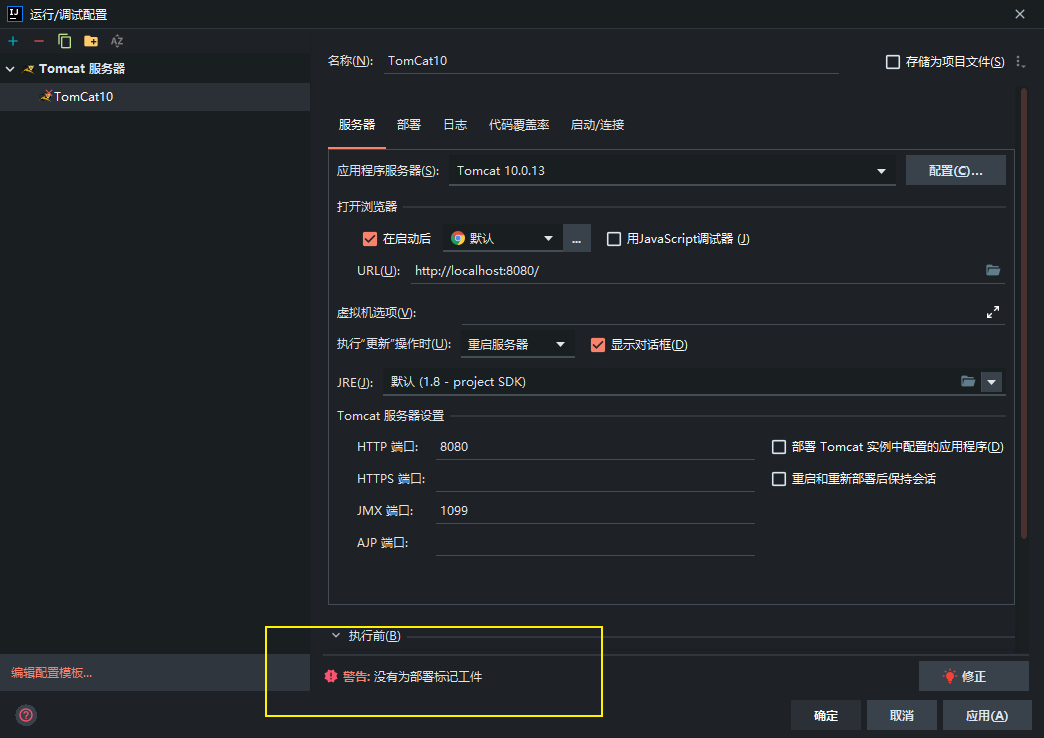 运行/调试配置
Tomcat 服务器
TomCat10
名称(N): TomCat10
存储为项目文件(S)
服务器 部署 日志 代码覆盖率 启动/连接
应用程序服务器(S): Tomcat 10.0.13 配置(C)...
打开浏览器
在启动后 默认 ... 用JavaScript调试器 (J)
URL(U): http://localhost:8080/
虚拟机选项(V):
执行“更新”操作时(U): 重启服务器 显示对话框(D)
JRE(J): 默认 (1.8 - project SDK)
Tomcat 服务器设置
HTTP 端口: 8080 部署 Tomcat 实例中配置的应用程序(D)
HTTPS 端口: 重启和重新部署后保持会话
JMX 端口: 1099
AJP 端口:
执行前(B)
编辑配置模板...
警告: 没有为部署标记工件 修正
确定 取消 应用(A)